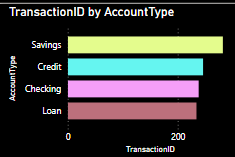 TransactionID by AccountType
Savings
Credit
Checking
Loan
AccountType
0
200
TransactionID